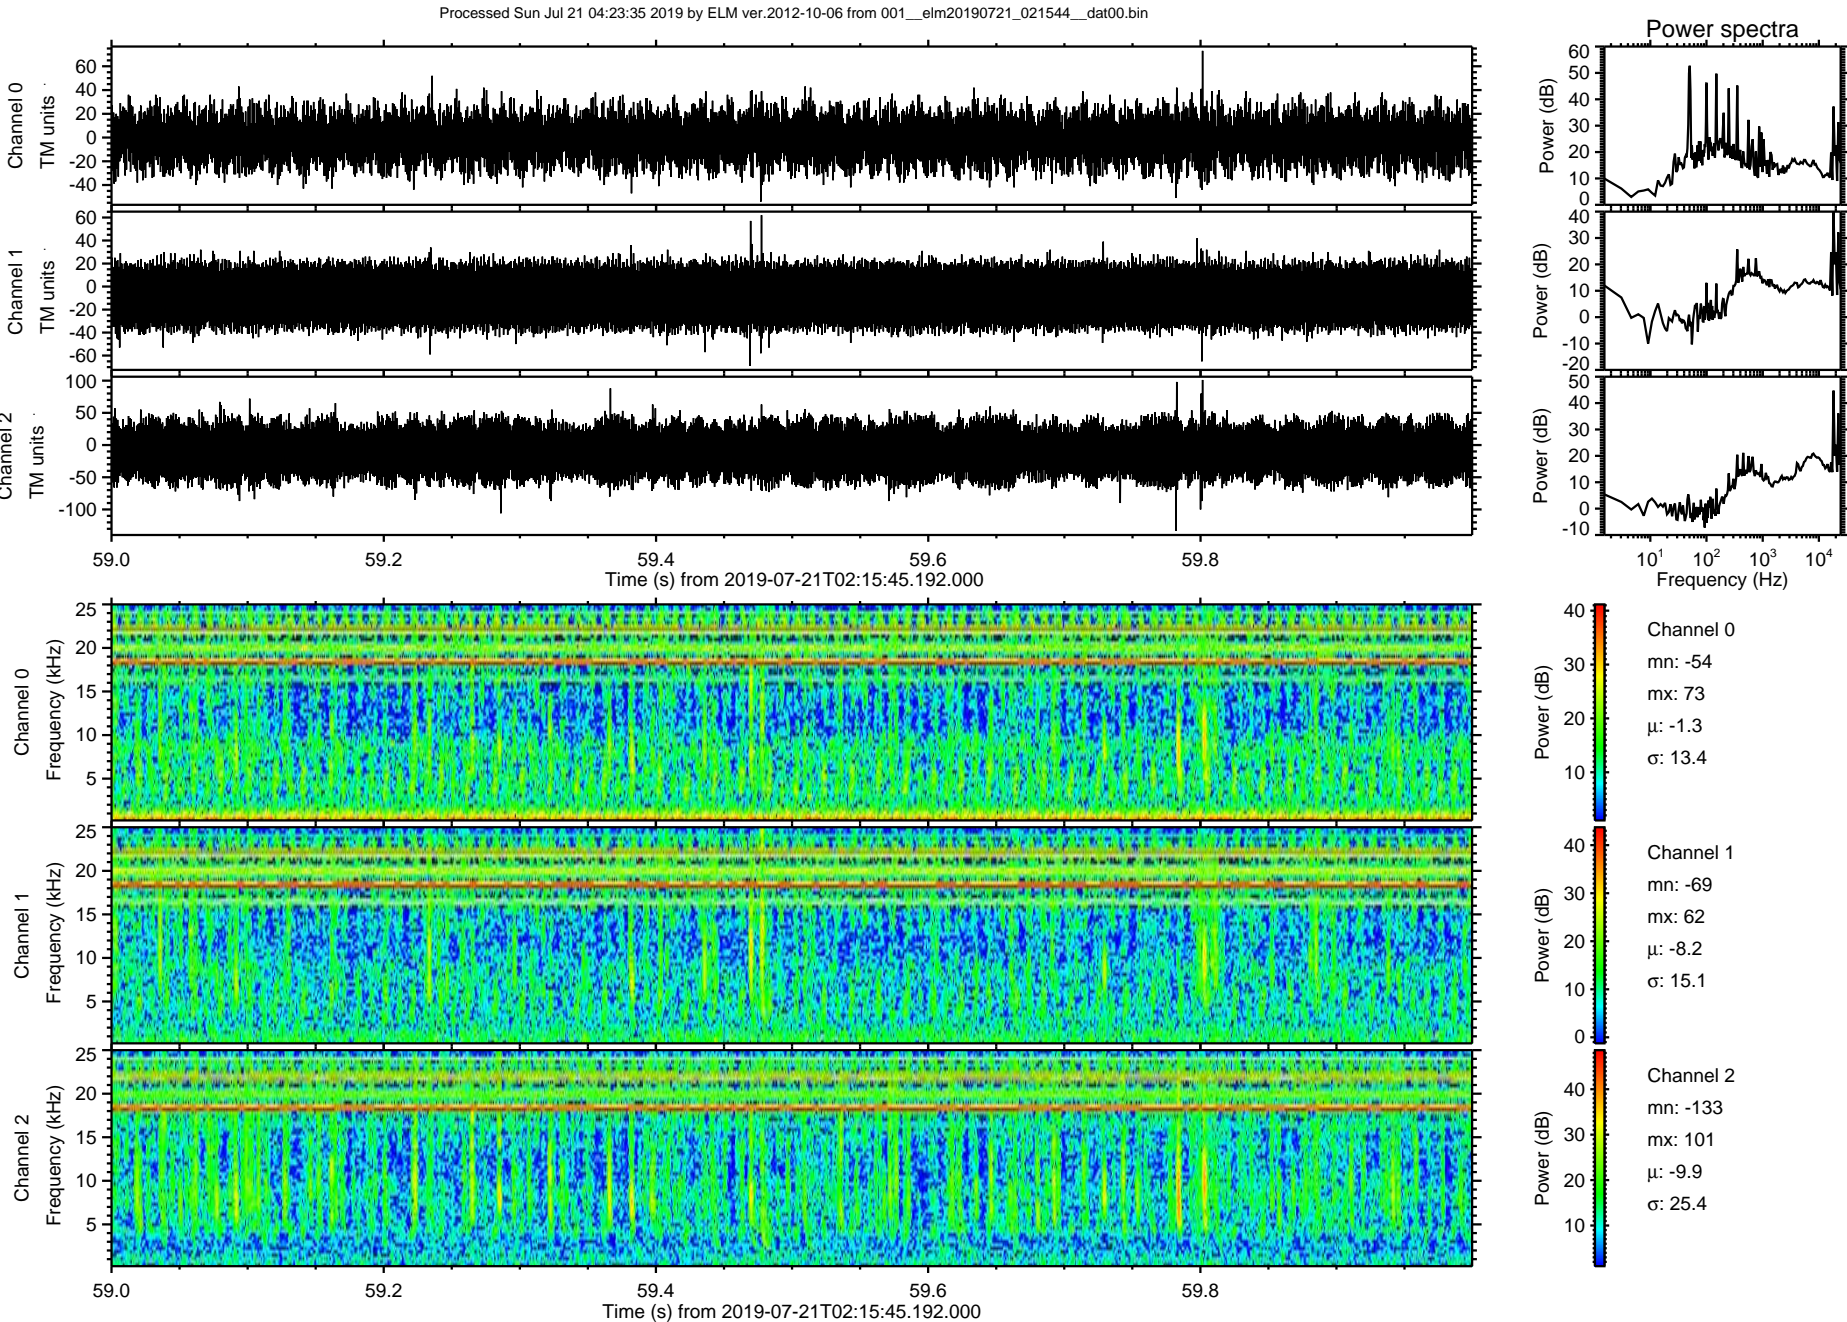 Processed Sun Jul 21 04:23:35 2019 by ELM ver.2012-10-06 from 001__elm20190721_021544__dat00.bin
Power spectra
Channel 0
TM units
60
40
20
0
-20
-40
Power (dB)
60
50
40
30
20
10
0
Channel 1
TM units
60
40
20
0
-20
-40
-60
Power (dB)
40
30
20
10
0
-10
-20
Channel 2
TM units
100
50
0
-50
-100
Power (dB)
50
40
30
20
10
0
-10
59.0 59.2 59.4 59.6 59.8
Time (s) from 2019-07-21T02:15:45.192.000
10^1 10^2 10^3 10^4
Frequency (Hz)
Channel 0
Frequency (kHz)
25
20
15
10
5
Power (dB)
40
30
20
10
Channel 0
mn: -54
mx: 73
μ: -1.3
σ: 13.4
Channel 1
Frequency (kHz)
25
20
15
10
5
Power (dB)
40
30
20
10
0
Channel 1
mn: -69
mx: 62
μ: -8.2
σ: 15.1
Channel 2
Frequency (kHz)
25
20
15
10
5
Power (dB)
40
30
20
10
Channel 2
mn: -133
mx: 101
μ: -9.9
σ: 25.4
59.0 59.2 59.4 59.6 59.8
Time (s) from 2019-07-21T02:15:45.192.000